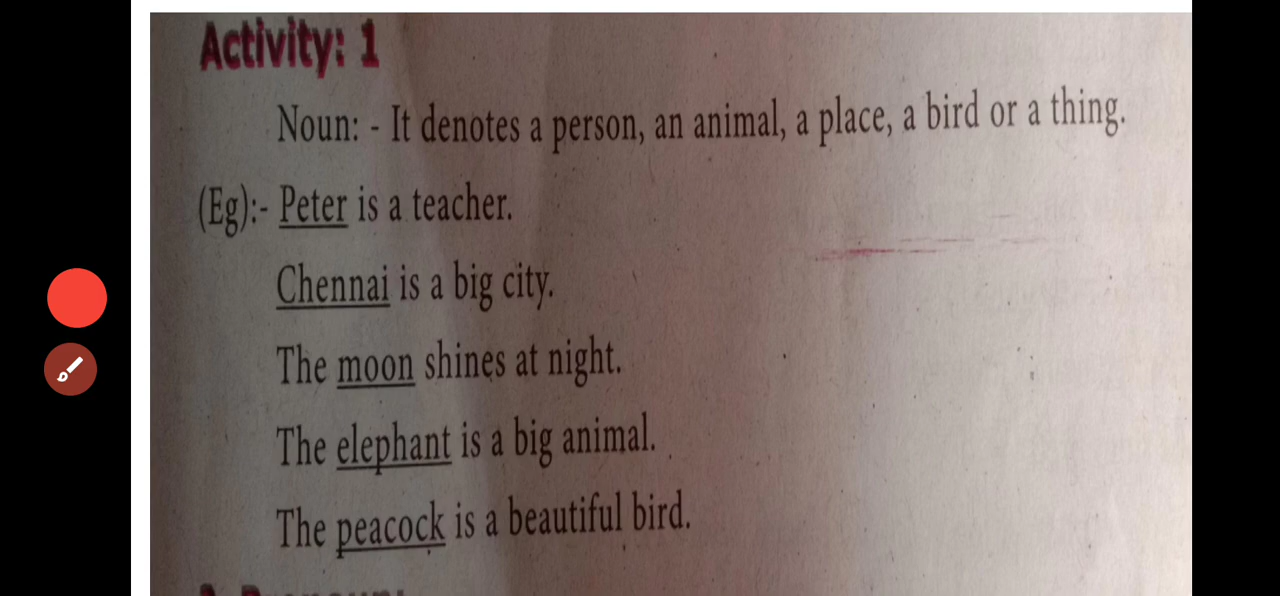 Activity: 1
Noun: - It denotes a person, an animal, a place, a bird or a thing.
(Eg):- Peter is a teacher.
Chennai is a big city.
The moon shines at night.
The elephant is a big animal.
The peacock is a beautiful bird.